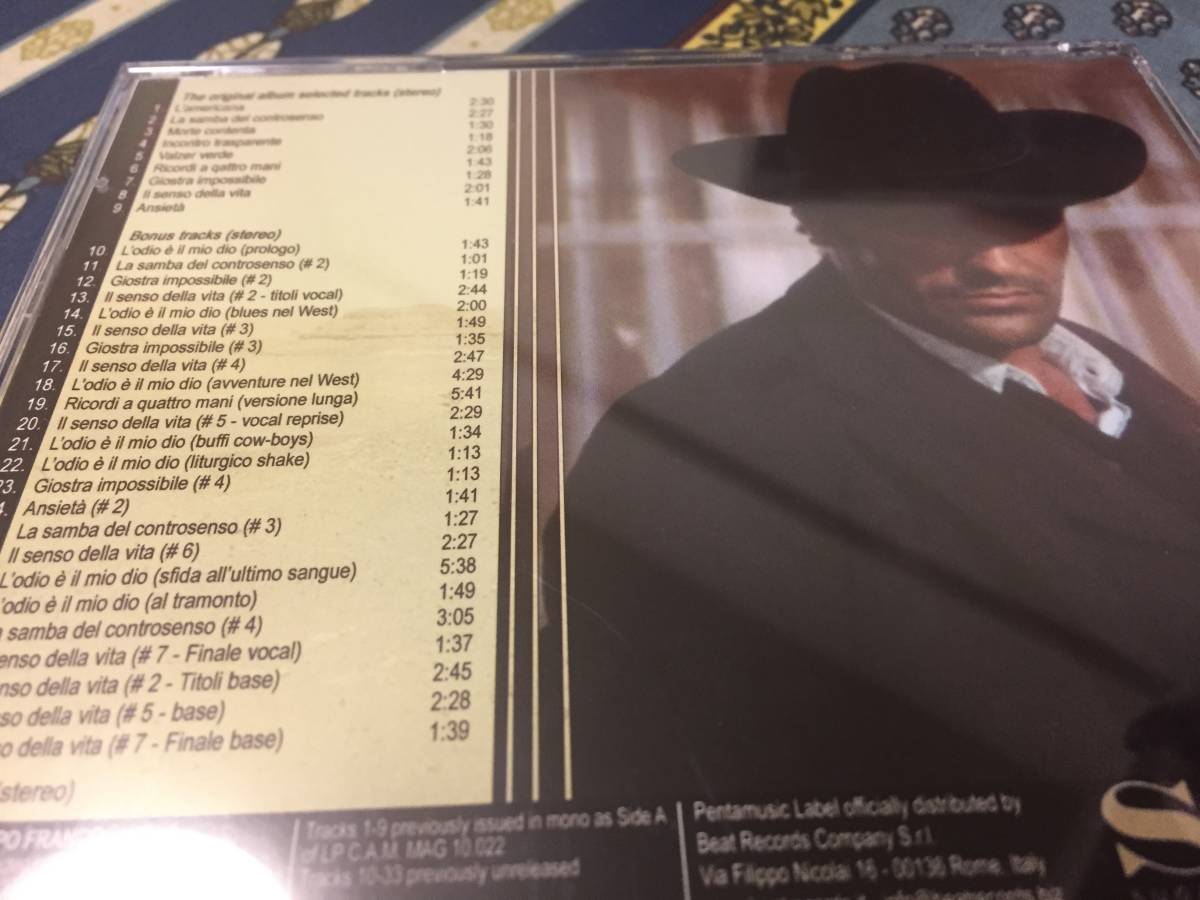 The original album selected tracks (stereo)
1 L'americana 2:30
2 La samba del controsenso 2:27
3 Morte contenta 1:30
4 Incontro trasparente 1:18
5 Valzer verde 2:06
6 Ricordi a qattro mani 1:43
7 Giostra impossibile 1:28
8 Il senso della vita 2:01
9 Ansietà 1:41
Bonus tracks (stereo)
10. L'odio è il mio dio (prologo) 1:43
11 La samba del controsenso (# 2) 1:01
12. Giostra impossibile (# 2) 1:19
13. Il senso della vita (# 2 - titoli vocal) 2:44
14. L'odio è il mio dio (blues nel West) 2:00
15. Il senso della vita (# 3) 1:49
16. Giostra impossibile (# 3) 1:35
17. Il senso della vita (# 4) 2:47
18. L'odio è il mio dio (avventure nel West) 4:29
19. Ricordi a quattro mani (versione lunga) 5:41
20. Il senso della vita (# 5 - vocal reprise) 2:29
21. L'odio è il mio dio (buffi cow-boys) 1:34
22. L'odio è il mio dio (liturgico shake) 1:13
23. Giostra impossibile (# 4) 1:13
4. Ansietà (# 2) 1:41
La samba del controsenso (# 3) 1:27
Il senso della vita (# 6) 2:27
L'odio è il mio dio (sfida all'ultimo sangue) 5:38
'odio è il mio dio (al tramonto) 1:49
a samba del controsenso (# 4) 3:05
enso della vita (# 7 - Finale vocal) 1:37
nso della vita (# 2 - Titoli base) 2:45
so della vita (# 5 - base) 2:28
o della vita (# 7 - Finale base) 1:39
(stereo)
Tracks 1-9 previously issued in mono as Side A
of LP C.A.M. MAG 10.022
Tracks 10-33 previously unreleased
Pentamusic Label officially distributed by
Beat Records Company S.r.l.
Via Filippo Nicolai 16 - 00136 Rome, Italy
S